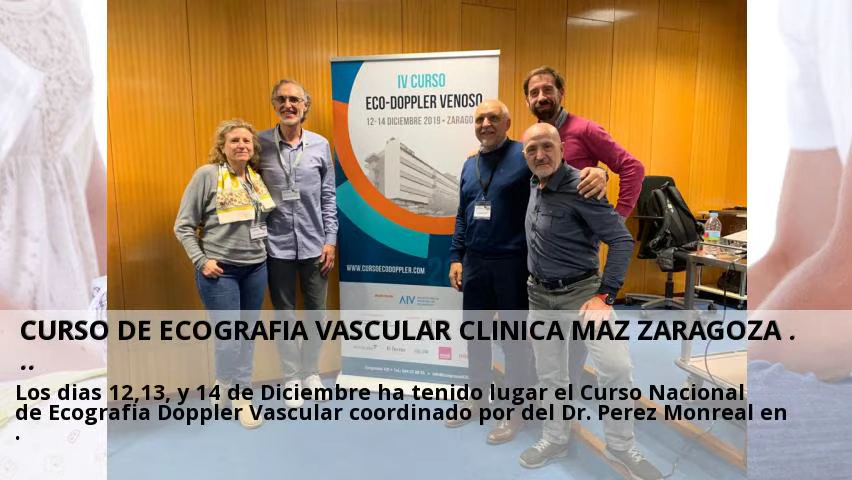 IV CURSO
ECO-DOPPLER VENOSO
12-14 DICIEMBRE 2019 • ZARAGO
WWW.CURSOECODOPPLER.COM
AIV
CURSO DE ECOGRAFIA VASCULAR CLINICA MAZ ZARAGOZA .
..
Los dias 12,13, y 14 de Diciembre ha tenido lugar el Curso Nacional
de Ecografia Doppler Vascular coordinado por del Dr. Perez Monreal en
.